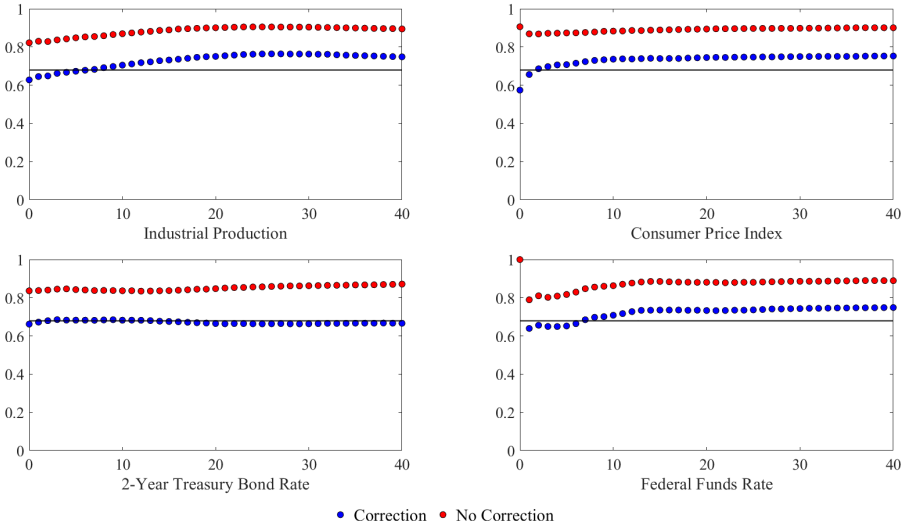 1
0.8
0.6
0.4
0.2
0
0 10 20 30 40
Industrial Production
1
0.8
0.6
0.4
0.2
0
0 10 20 30 40
Consumer Price Index
1
0.8
0.6
0.4
0.2
0
0 10 20 30 40
2-Year Treasury Bond Rate
1
0.8
0.6
0.4
0.2
0
0 10 20 30 40
Federal Funds Rate
Correction No Correction